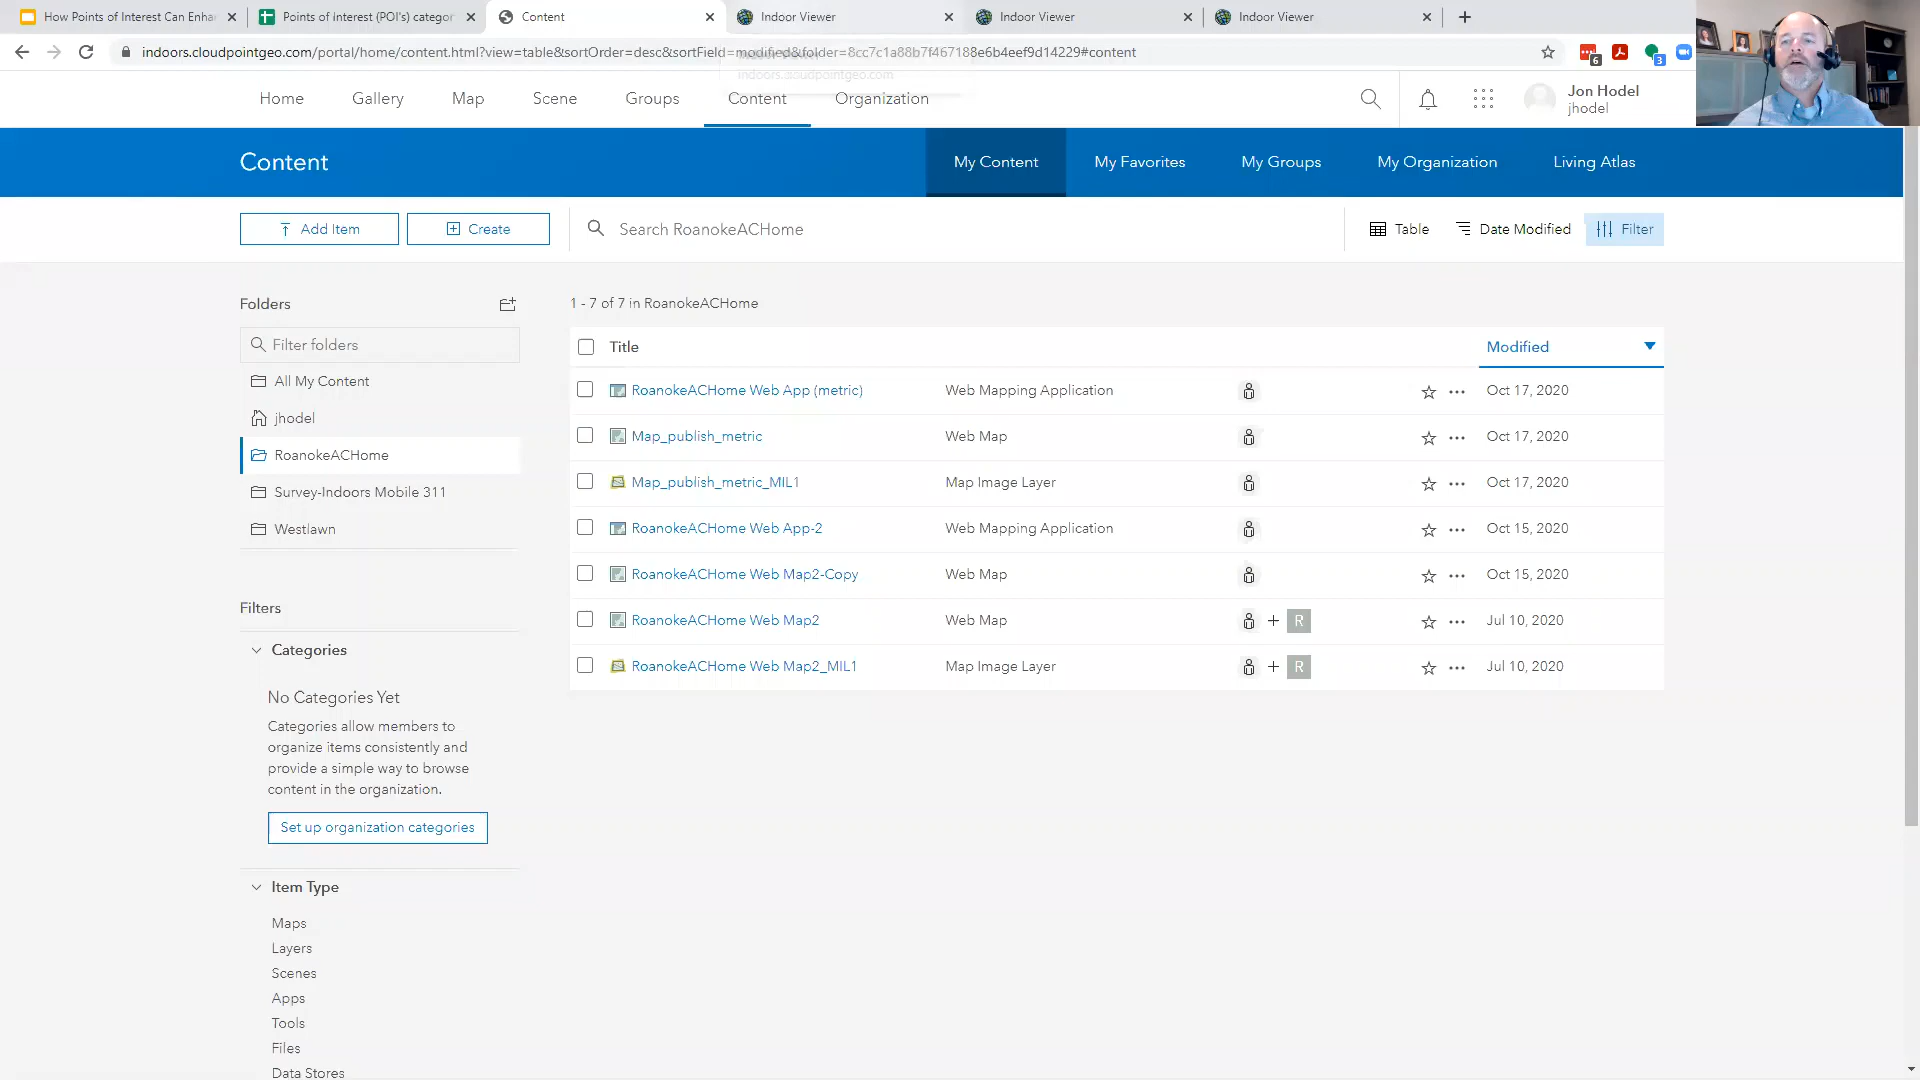 How Points of Interest Can Enha
Points of Interest (POI's) categor
Content
Indoor Viewer
Indoor Viewer
Indoor Viewer
indoors.cloudpointgeo.com/portal/home/content.html?view=table&sortOrder=desc&sortField=modified&folder=8cc7c1a88b7f467188e6b4eef9d14229#content
6
3
indoors.cloudpointgeo.com
Home
Gallery
Map
Scene
Groups
Content
Organization
Jon Hodel
jhodel
Content
My Content
My Favorites
My Groups
My Organization
Living Atlas
Add Item
Create
Search RoanokeACHome
Table
Date Modified
Filter
Folders
Filter folders
All My Content
jhodel
RoanokeACHome
Survey-Indoors Mobile 311
Westlawn
1 - 7 of 7 in RoanokeACHome
Title
Modified
RoanokeACHome Web App (metric) Web Mapping Application Oct 17, 2020
Map_publish_metric Web Map Oct 17, 2020
Map_publish_metric_MIL1 Map Image Layer Oct 17, 2020
RoanokeACHome Web App-2 Web Mapping Application Oct 15, 2020
RoanokeACHome Web Map2-Copy Web Map Oct 15, 2020
RoanokeACHome Web Map2 Web Map + R Jul 10, 2020
RoanokeACHome Web Map2_MIL1 Map Image Layer + R Jul 10, 2020
Filters
Categories
No Categories Yet
Categories allow members to
organize items consistently and
provide a simple way to browse
content in the organization.
Set up organization categories
Item Type
Maps
Layers
Scenes
Apps
Tools
Files
Data Stores